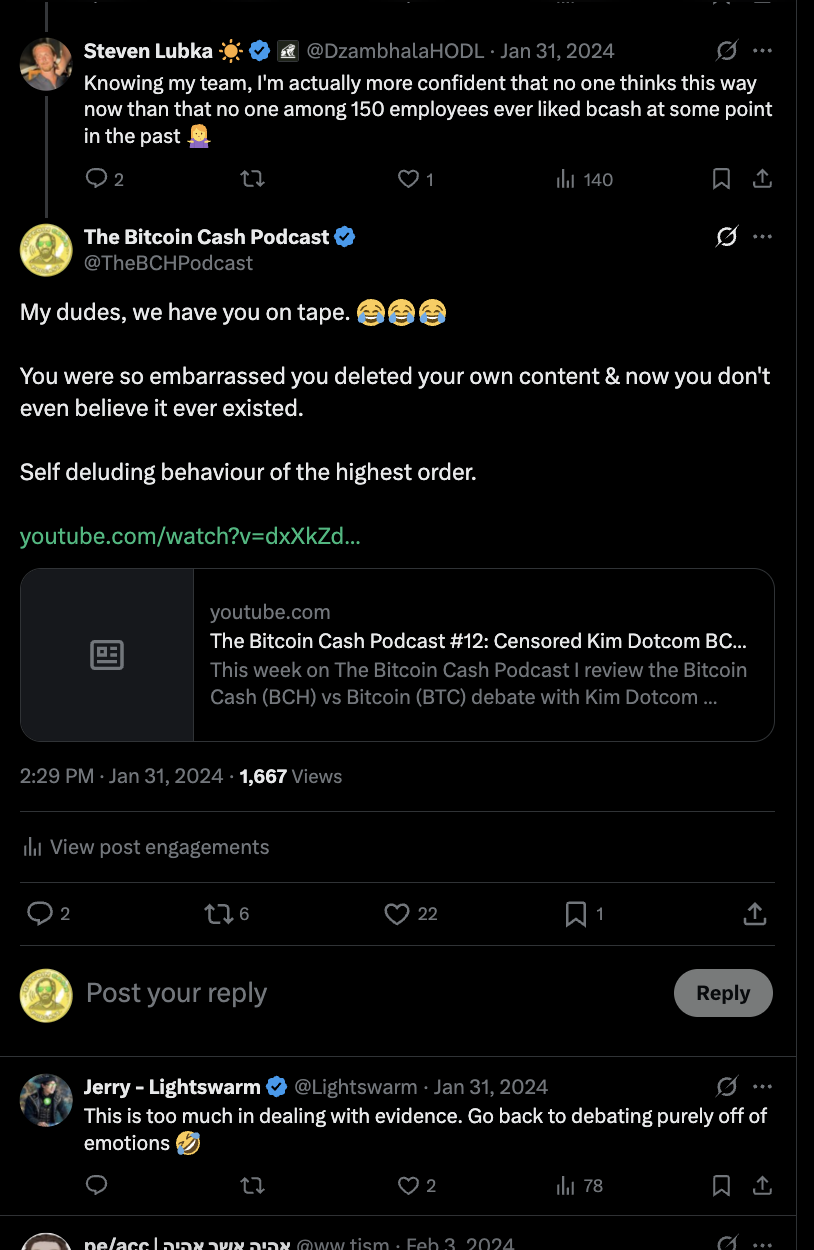 Steven Lubka ☀️ @DzambhalaHODL · Jan 31, 2024
Knowing my team, I'm actually more confident that no one thinks this way
now than that no one among 150 employees ever liked bcash at some point
in the past 🤷‍♀️
2 1 140
The Bitcoin Cash Podcast
@TheBCHPodcast
My dudes, we have you on tape. 😂😂😂
You were so embarrassed you deleted your own content & now you don't
even believe it ever existed.
Self deluding behaviour of the highest order.
youtube.com/watch?v=dxXkZd...
youtube.com
The Bitcoin Cash Podcast #12: Censored Kim Dotcom BC...
This week on The Bitcoin Cash Podcast I review the Bitcoin
Cash (BCH) vs Bitcoin (BTC) debate with Kim Dotcom ...
2:29 PM · Jan 31, 2024 · 1,667 Views
View post engagements
2 6 22 1
Post your reply
Reply
Jerry - Lightswarm @Lightswarm · Jan 31, 2024
This is too much in dealing with evidence. Go back to debating purely off of
emotions 🤣
2 78
pe/acc | אהיה אשר אהיה @ww tism · Feb 3, 2024